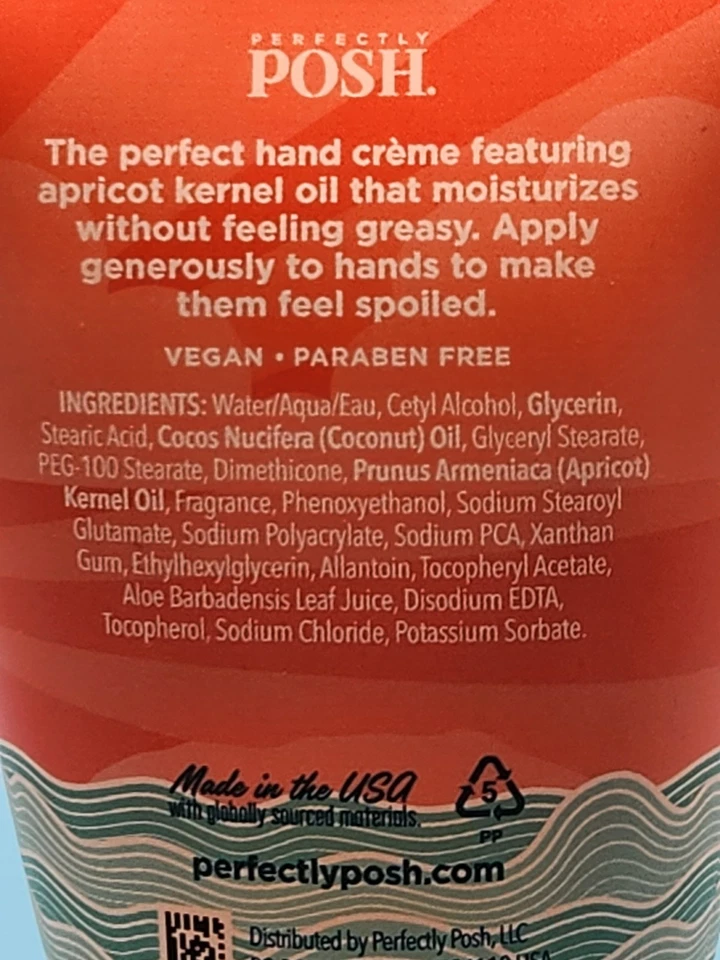 PERFECTLY
POSH.
The perfect hand crème featuring
apricot kernel oil that moisturizes
without feeling greasy. Apply
generously to hands to make
them feel spoiled.
VEGAN • PARABEN FREE
INGREDIENTS: Water/Aqua/Eau, Cetyl Alcohol, Glycerin,
Stearic Acid, Cocos Nucifera (Coconut) Oil, Glyceryl Stearate,
PEG-100 Stearate, Dimethicone, Prunus Armeniaca (Apricot)
Kernel Oil, Fragrance, Phenoxyethanol, Sodium Stearoyl
Glutamate, Sodium Polyacrylate, Sodium PCA, Xanthan
Gum, Ethylhexylglycerin, Allantoin, Tocopheryl Acetate,
Aloe Barbadensis Leaf Juice, Disodium EDTA,
Tocopherol, Sodium Chloride, Potassium Sorbate.
Made in the USA
with globally sourced materials.
5
PP
perfectlyposh.com
Distributed by Perfectly Posh, LLC
USA